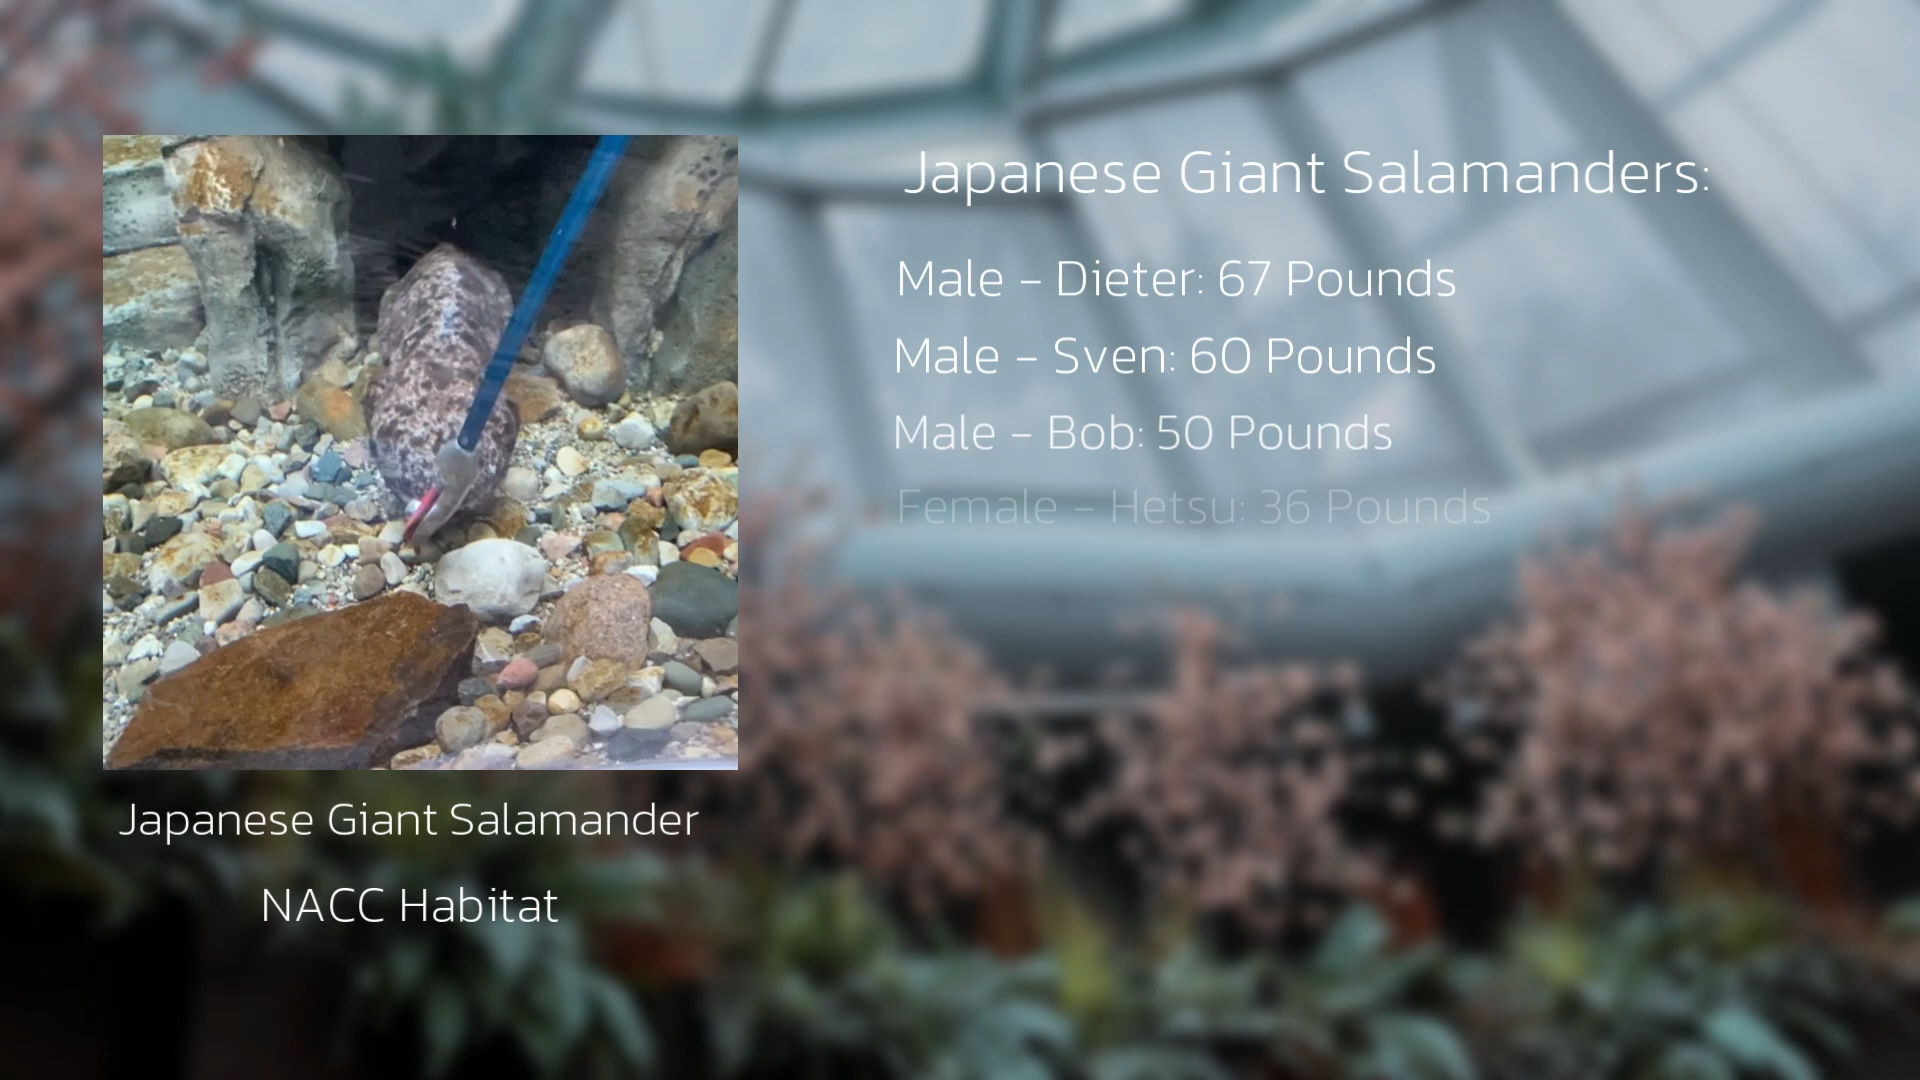 Japanese Giant Salamanders:
Male - Dieter: 67 Pounds
Male - Sven: 60 Pounds
Male - Bob: 50 Pounds
Female - Hetsu: 36 Pounds
Japanese Giant Salamander
NACC Habitat